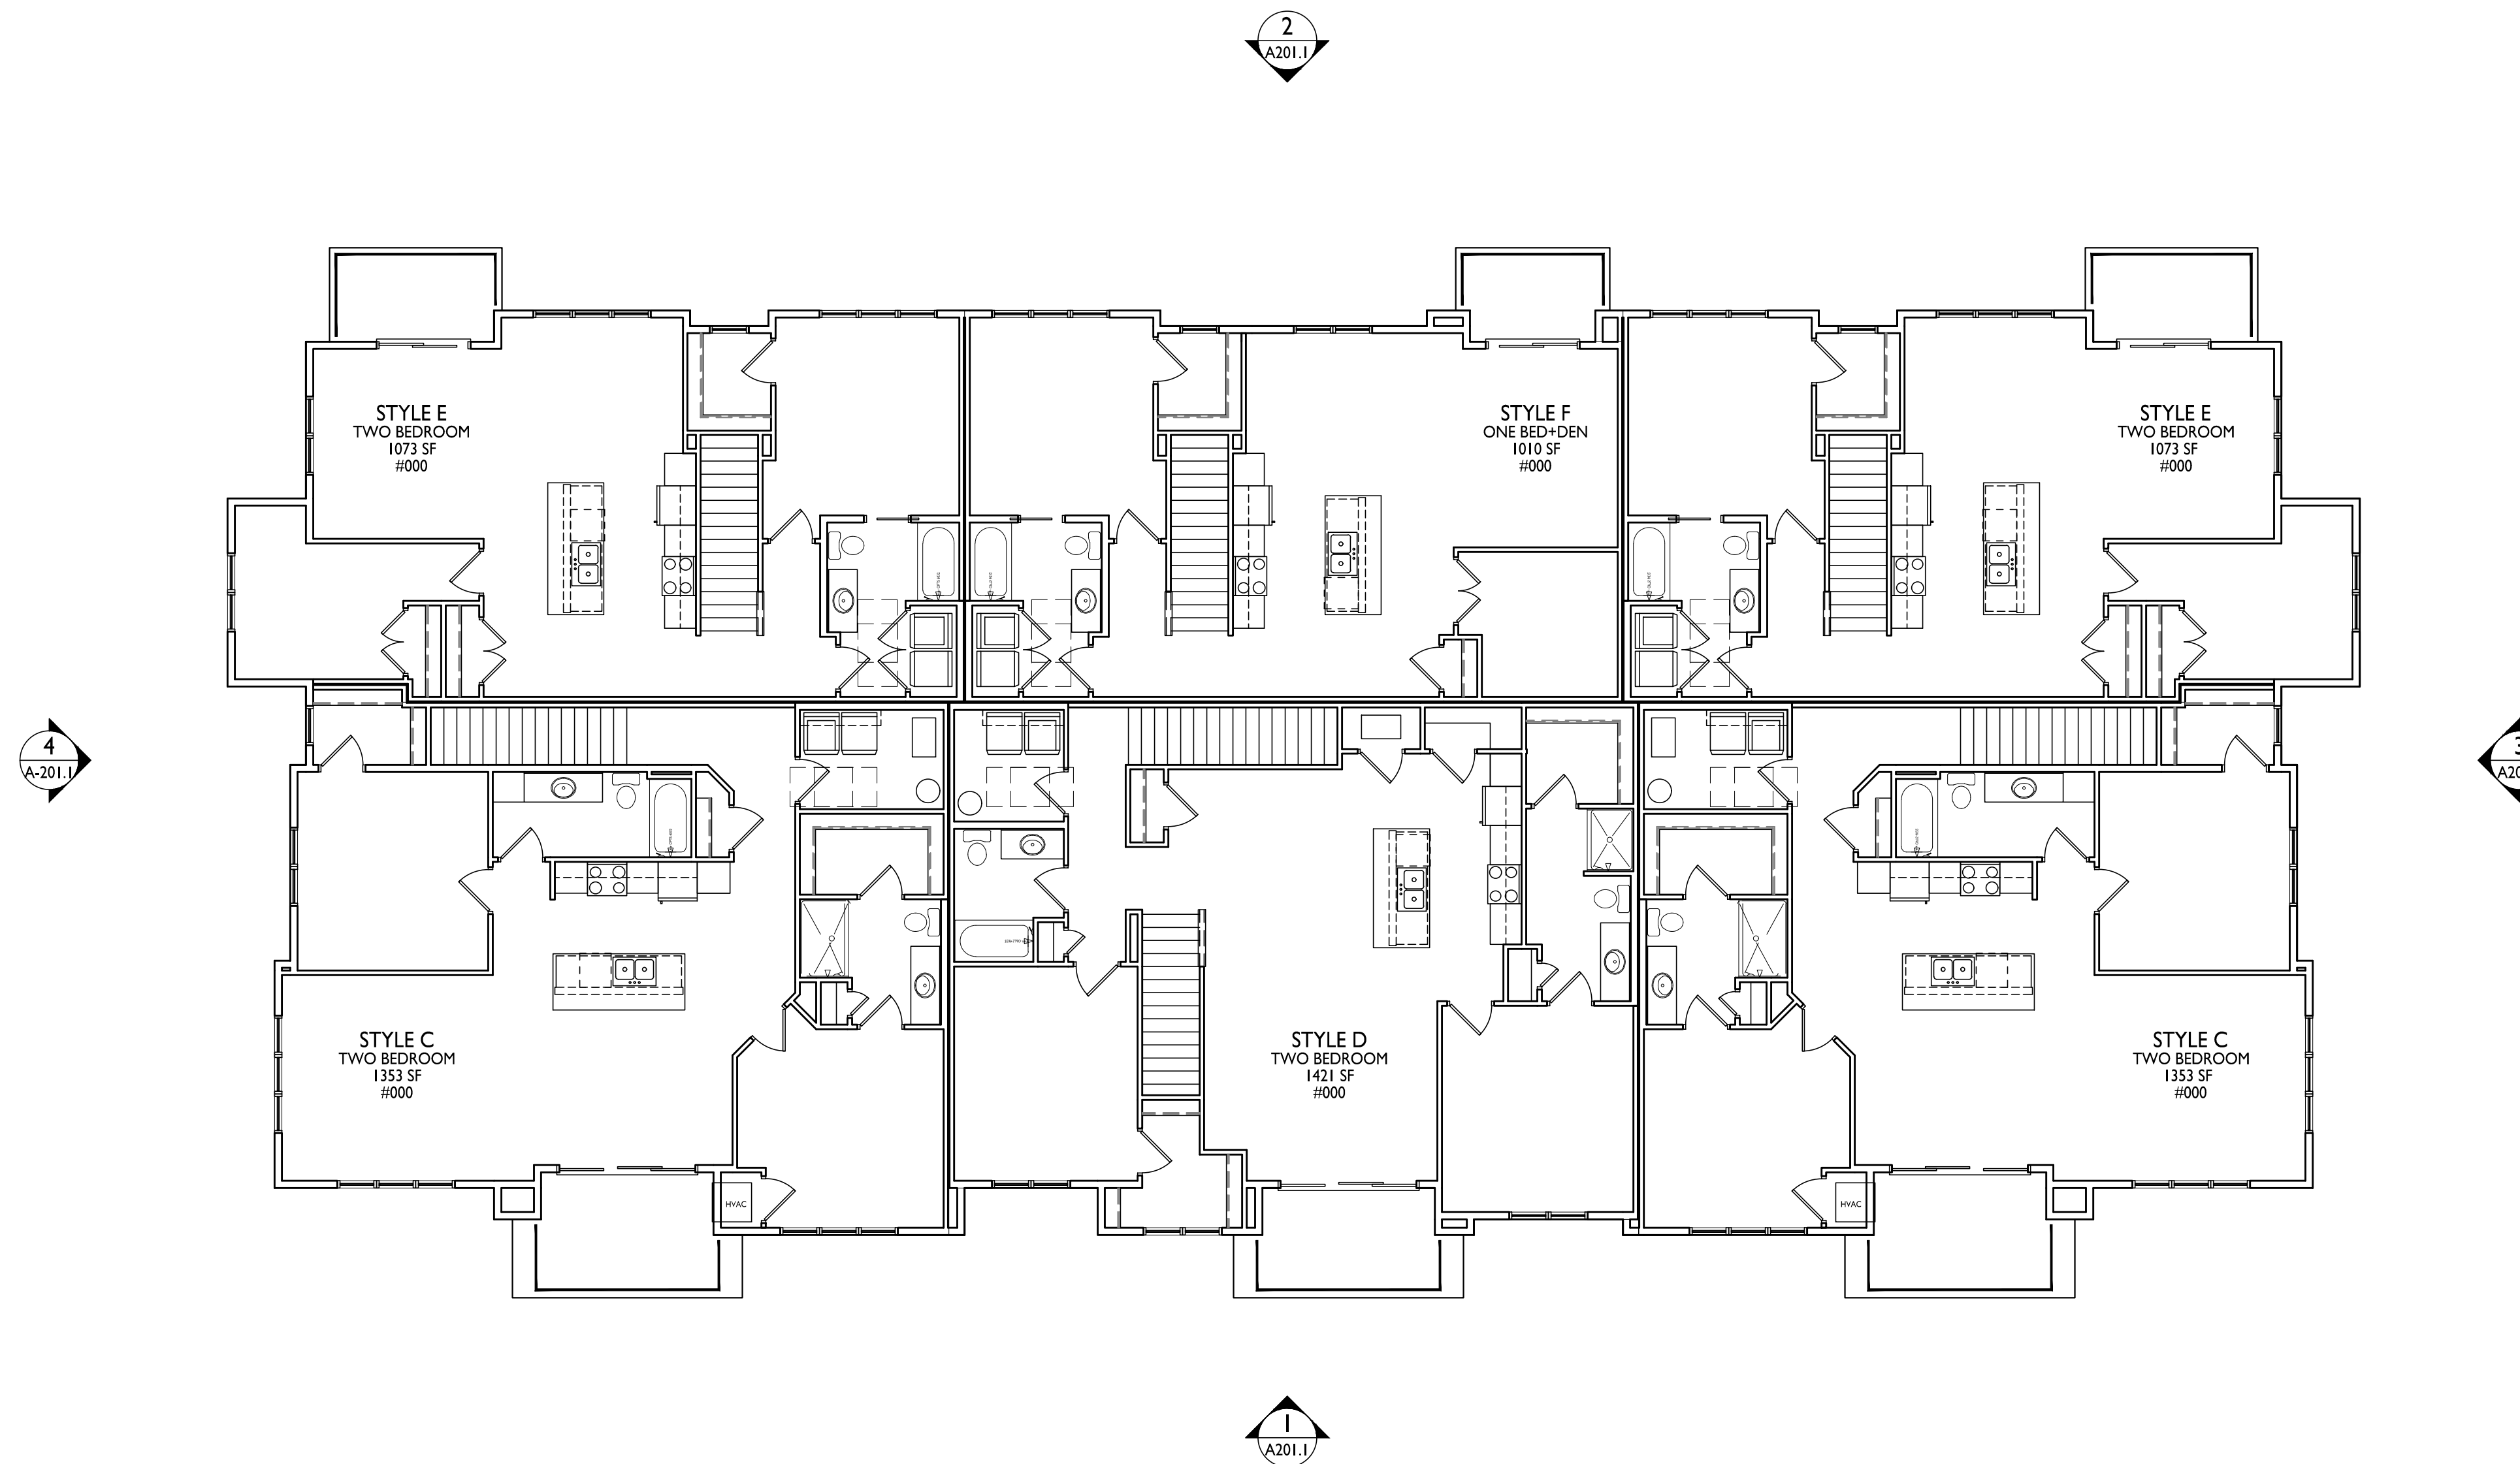 2
A201.1
STYLE E
TWO BEDROOM
1073 SF
#000
STYLE F
ONE BED+DEN
1010 SF
#000
STYLE E
TWO BEDROOM
1073 SF
#000
4
A-201.1
3
A20
STYLE C
TWO BEDROOM
1353 SF
#000
STYLE D
TWO BEDROOM
1421 SF
#000
STYLE C
TWO BEDROOM
1353 SF
#000
HVAC
HVAC
1
A201.1